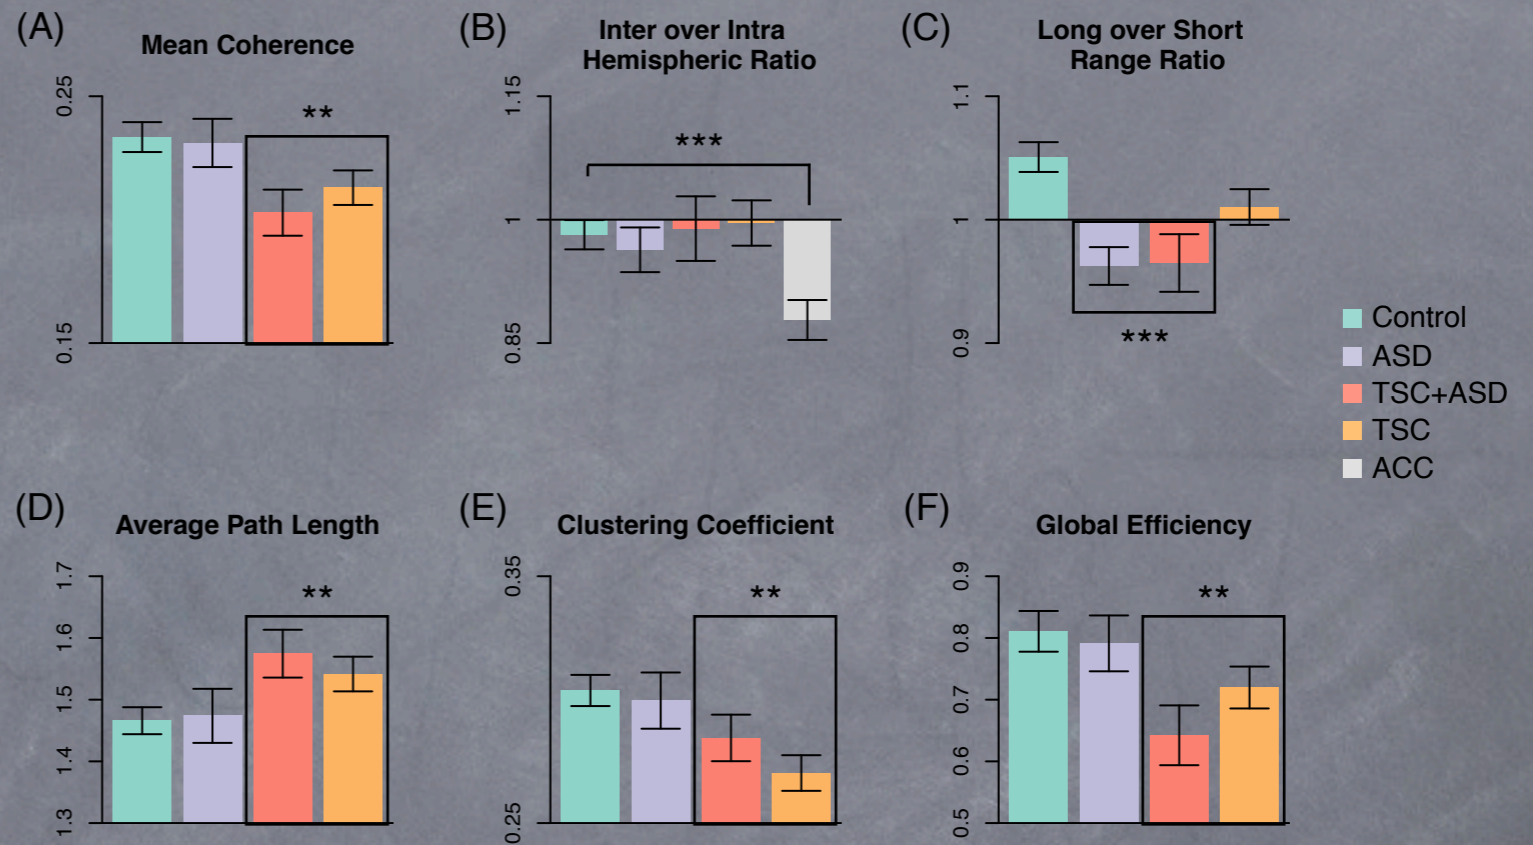 (A)
Mean Coherence
0.25
0.15
**
(B)
Inter over Intra
Hemispheric Ratio
1.15
1
0.85
***
(C)
Long over Short
Range Ratio
1.1
1
0.9
***
Control
ASD
TSC+ASD
TSC
ACC
(D)
Average Path Length
1.7
1.6
1.5
1.4
1.3
**
(E)
Clustering Coefficient
0.35
0.25
**
(F)
Global Efficiency
0.9
0.8
0.7
0.6
0.5
**